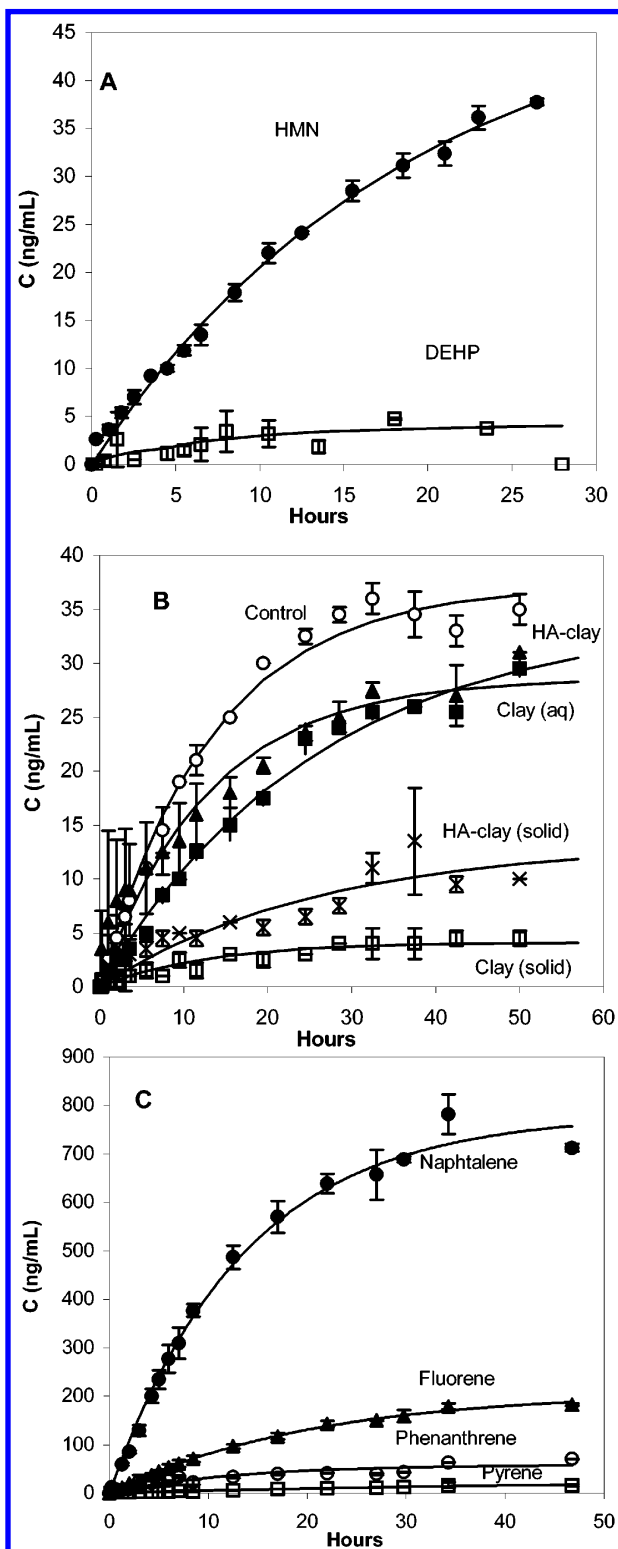 45
A
40
HMN
35
30
25
C (ng/mL)
20
15
DEHP
10
5
0
0 5 10 15 20 25 30
Hours
40
B
35
Control
HA-clay
30
25
Clay (aq)
C (ng/mL)
20
HA-clay (solid)
15
10
5
Clay (solid)
0
0 10 20 30 40 50 60
Hours
900
C
800
700
Naphtalene
600
500
C (ng/mL)
400
300
Fluorene
200
Phenanthrene
100
Pyrene
0
0 10 20 30 40 50
Hours